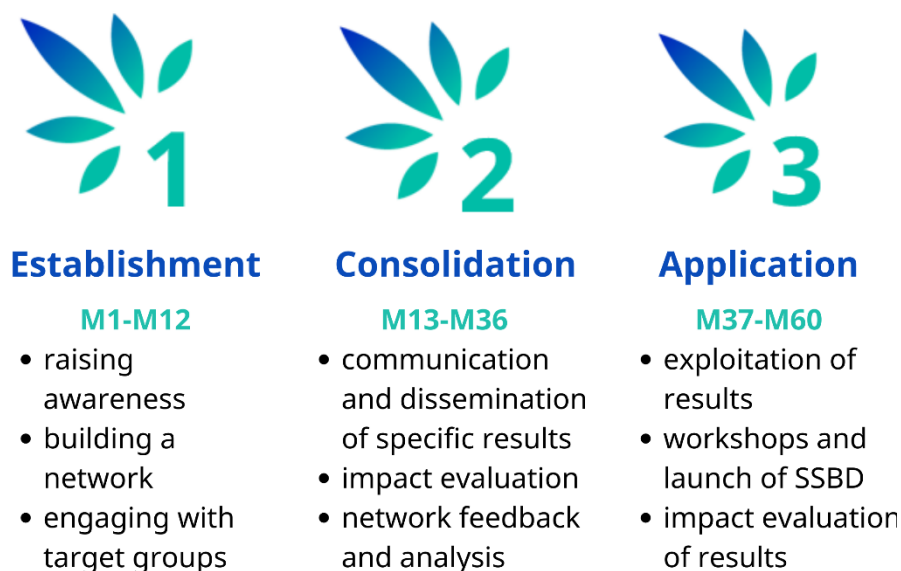 1
Establishment
M1-M12
• raising
awareness
• building a
network
• engaging with
target groups
2
Consolidation
M13-M36
• communication
and dissemination
of specific results
• impact evaluation
• network feedback
and analysis
3
Application
M37-M60
• exploitation of
results
• workshops and
launch of SSBD
• impact evaluation
of results